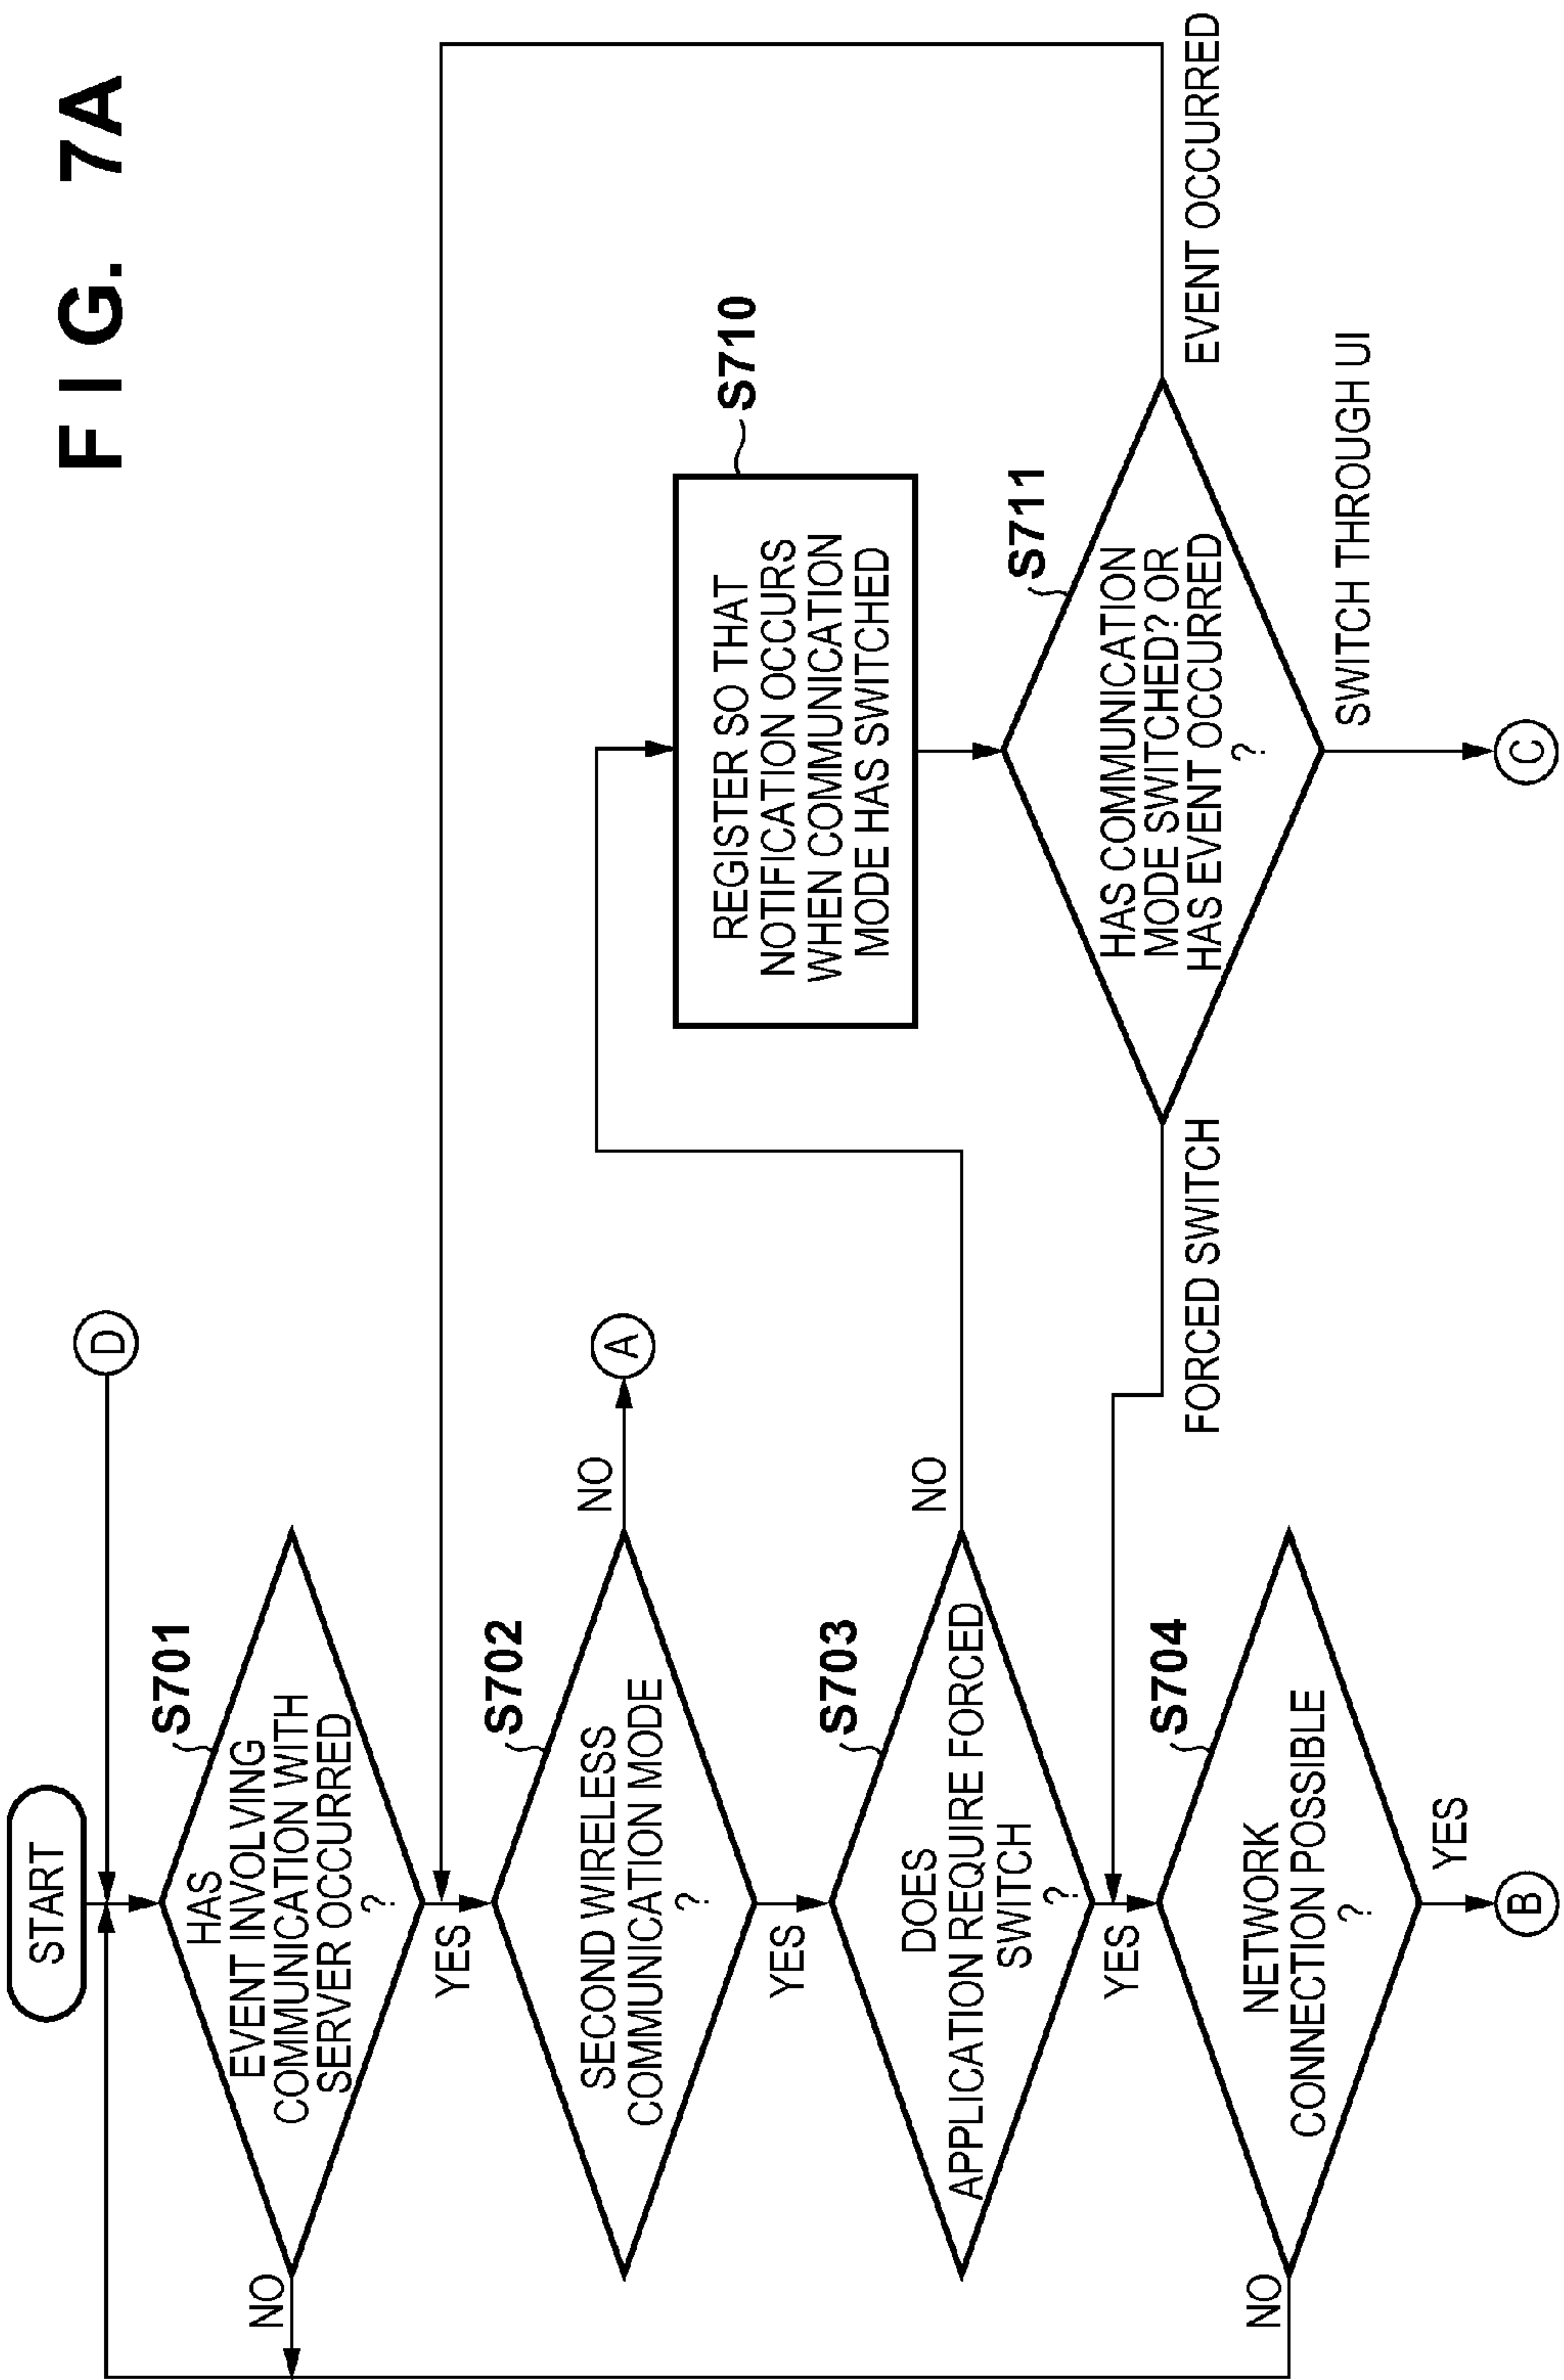 FIG. 7A
START
D
S701
HAS
EVENT INVOLVING
COMMUNICATION WITH
SERVER OCCURRED
?
NO
YES
S702
SECOND WIRELESS
COMMUNICATION MODE
?
NO
A
YES
S703
DOES
APPLICATION REQUIRE FORCED
SWITCH
?
NO
YES
S704
NETWORK
CONNECTION POSSIBLE
?
NO
YES
B
S710
REGISTER SO THAT
NOTIFICATION OCCURS
WHEN COMMUNICATION
MODE HAS SWITCHED
S711
HAS COMMUNICATION
MODE SWITCHED? OR
HAS EVENT OCCURRED
?
FORCED SWITCH
EVENT OCCURRED
SWITCH THROUGH UI
C